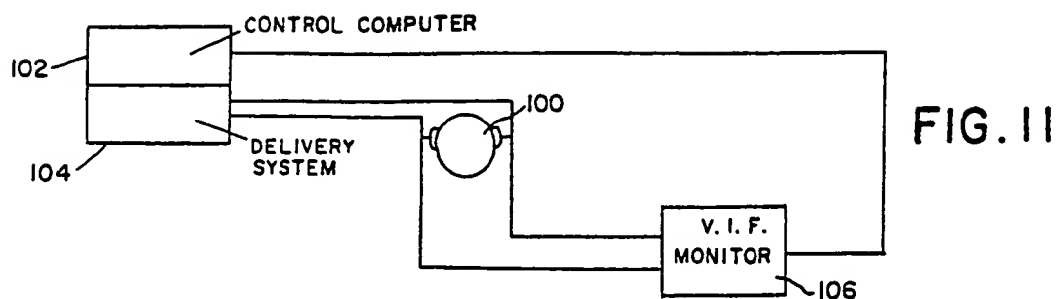 CONTROL COMPUTER
102
100
FIG. 11
DELIVERY
SYSTEM
104
V. I. F.
MONITOR
106